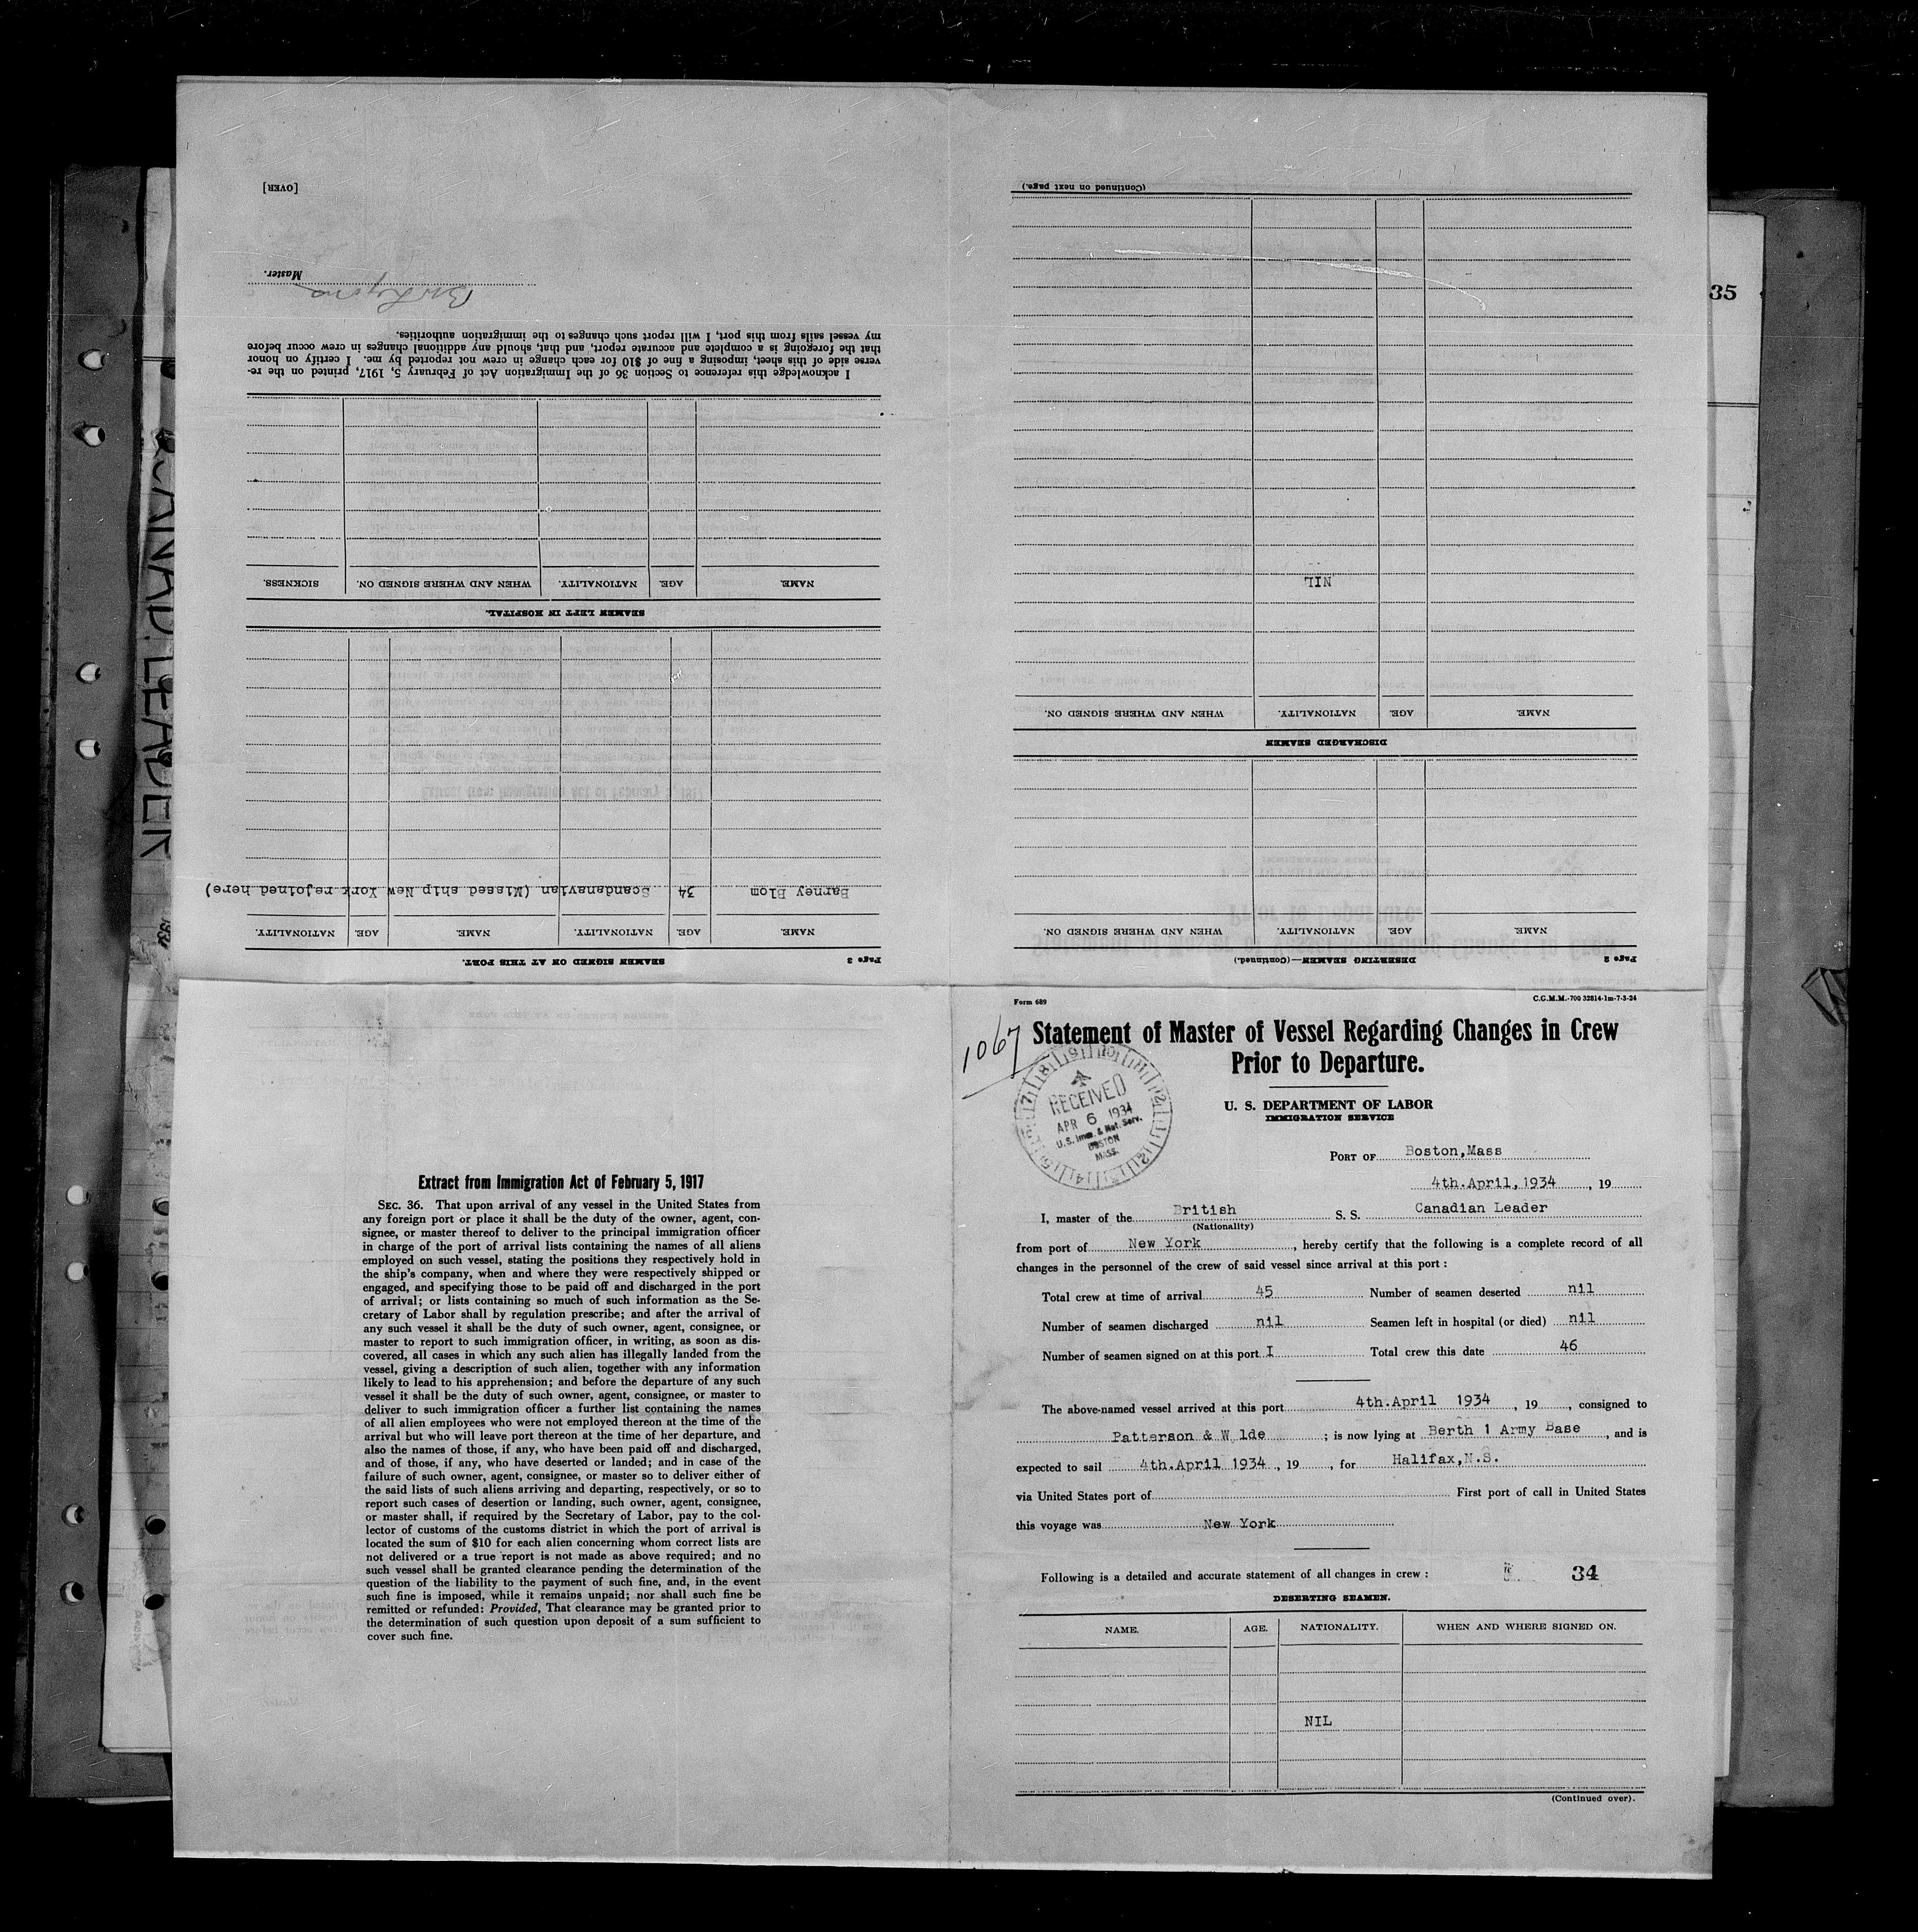 Form 689
C.G.M.M.-700 32814-1m-7-3-24
1067
Statement of Master of Vessel Regarding Changes in Crew
Prior to Departure.
U. S. DEPARTMENT OF LABOR
IMMIGRATION SERVICE
RECEIVED
APR 6 1934
U.S. Imm. & Nat. Serv.
BOSTON
MASS.
PORT OF Boston,Mass
4th.April, 1934, 19
I, master of the British S. S. Canadian Leader
(Nationality)
from port of New York, hereby certify that the following is a complete record of all
changes in the personnel of the crew of said vessel since arrival at this port :
Total crew at time of arrival 45 Number of seamen deserted nil
Number of seamen discharged nil Seamen left in hospital (or died) nil
Number of seamen signed on at this port I Total crew this date 46
The above-named vessel arrived at this port 4th.April 1934, 19, consigned to
Patterson & W lde ; is now lying at Berth 1 Army Base, and is
expected to sail 4th.April 1934, 19, for Halifax,N.S.
via United States port of First port of call in United States
this voyage was New York
Following is a detailed and accurate statement of all changes in crew :
34
DESERTING SEAMEN.
NAME. AGE. NATIONALITY. WHEN AND WHERE SIGNED ON.
NIL
(Continued over).
Page 2 DESERTING SEAMEN—(Continued.)
NAME. AGE. NATIONALITY. WHEN AND WHERE SIGNED ON.
DISCHARGED SEAMEN
NAME. AGE. NATIONALITY. WHEN AND WHERE SIGNED ON.
NIL
(Continued on next page.)
Page 3 SEAMEN SIGNED ON AT THIS PORT.
NAME. AGE. NATIONALITY. NAME. AGE. NATIONALITY.
Barney Blom 34 Scandanavian (Missed ship New York rejoined here)
SEAMEN LEFT IN HOSPITAL.
NAME. AGE. NATIONALITY. WHEN AND WHERE SIGNED ON. SICKNESS.
I acknowledge this reference to Section 36 of the Immigration Act of February 5, 1917, printed on the re-
verse side of this sheet, imposing a fine of $10 for each change in crew not reported by me. I certify on honor
that the foregoing is a complete and accurate report, and that, should any additional changes in crew occur before
my vessel sails from this port, I will report such changes to the immigration authorities.
Master.
[OVER]
Extract from Immigration Act of February 5, 1917
SEC. 36. That upon arrival of any vessel in the United States from
any foreign port or place it shall be the duty of the owner, agent, con-
signee, or master thereof to deliver to the principal immigration officer
in charge of the port of arrival lists containing the names of all aliens
employed on such vessel, stating the positions they respectively hold in
the ship's company, when and where they were respectively shipped or
engaged, and specifying those to be paid off and discharged in the port
of arrival; or lists containing so much of such information as the Se-
cretary of Labor shall by regulation prescribe; and after the arrival of
any such vessel it shall be the duty of such owner, agent, consignee, or
master to report to such immigration officer, in writing, as soon as dis-
covered, all cases in which any such alien has illegally landed from the
vessel, giving a description of such alien, together with any information
likely to lead to his apprehension; and before the departure of any such
vessel it shall be the duty of such owner, agent, consignee, or master to
deliver to such immigration officer a further list containing the names
of all alien employees who were not employed thereon at the time of the
arrival but who will leave port thereon at the time of her departure, and
also the names of those, if any, who have been paid off and discharged,
and of those, if any, who have deserted or landed; and in case of the
failure of such owner, agent, consignee, or master so to deliver either of
the said lists of such aliens arriving and departing, respectively, or so to
report such cases of desertion or landing, such owner, agent, consignee,
or master shall, if required by the Secretary of Labor, pay to the col-
lector of customs of the customs district in which the port of arrival is
located the sum of $10 for each alien concerning whom correct lists are
not delivered or a true report is not made as above required; and no
such vessel shall be granted clearance pending the determination of the
question of the liability to the payment of such fine, and, in the event
such fine is imposed, while it remains unpaid; nor shall such fine be
remitted or refunded: Provided, That clearance may be granted prior to
the determination of such question upon deposit of a sum sufficient to
cover such fine.
35
CANAD. LEADER